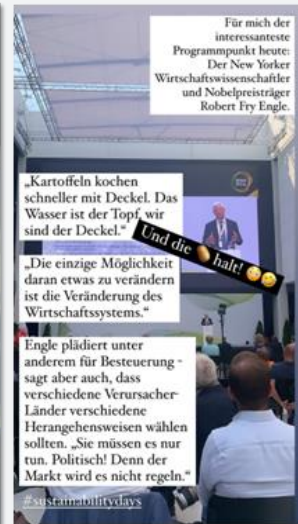 Für mich der
interessanteste
Programmpunkt heute:
Der New Yorker
Wirtschaftswissenschaftler
und Nobelpreisträger
Robert Fry Engle.
„Kartoffeln kochen
schneller mit Deckel. Das
Wasser ist der Topf, wir
sind der Deckel.“
Und die 🥔 halt! 😳🤔
„Die einzige Möglichkeit
daran etwas zu verändern
ist die Veränderung des
Wirtschaftssystems.“
Engle plädiert unter
anderem für Besteuerung -
sagt aber auch, dass
verschiedene Verursacher-
Länder verschiedene
Herangehensweisen wählen
sollten. „Sie müssen es nur
tun. Politisch! Denn der
Markt wird es nicht regeln.“
#sustainabilitydays